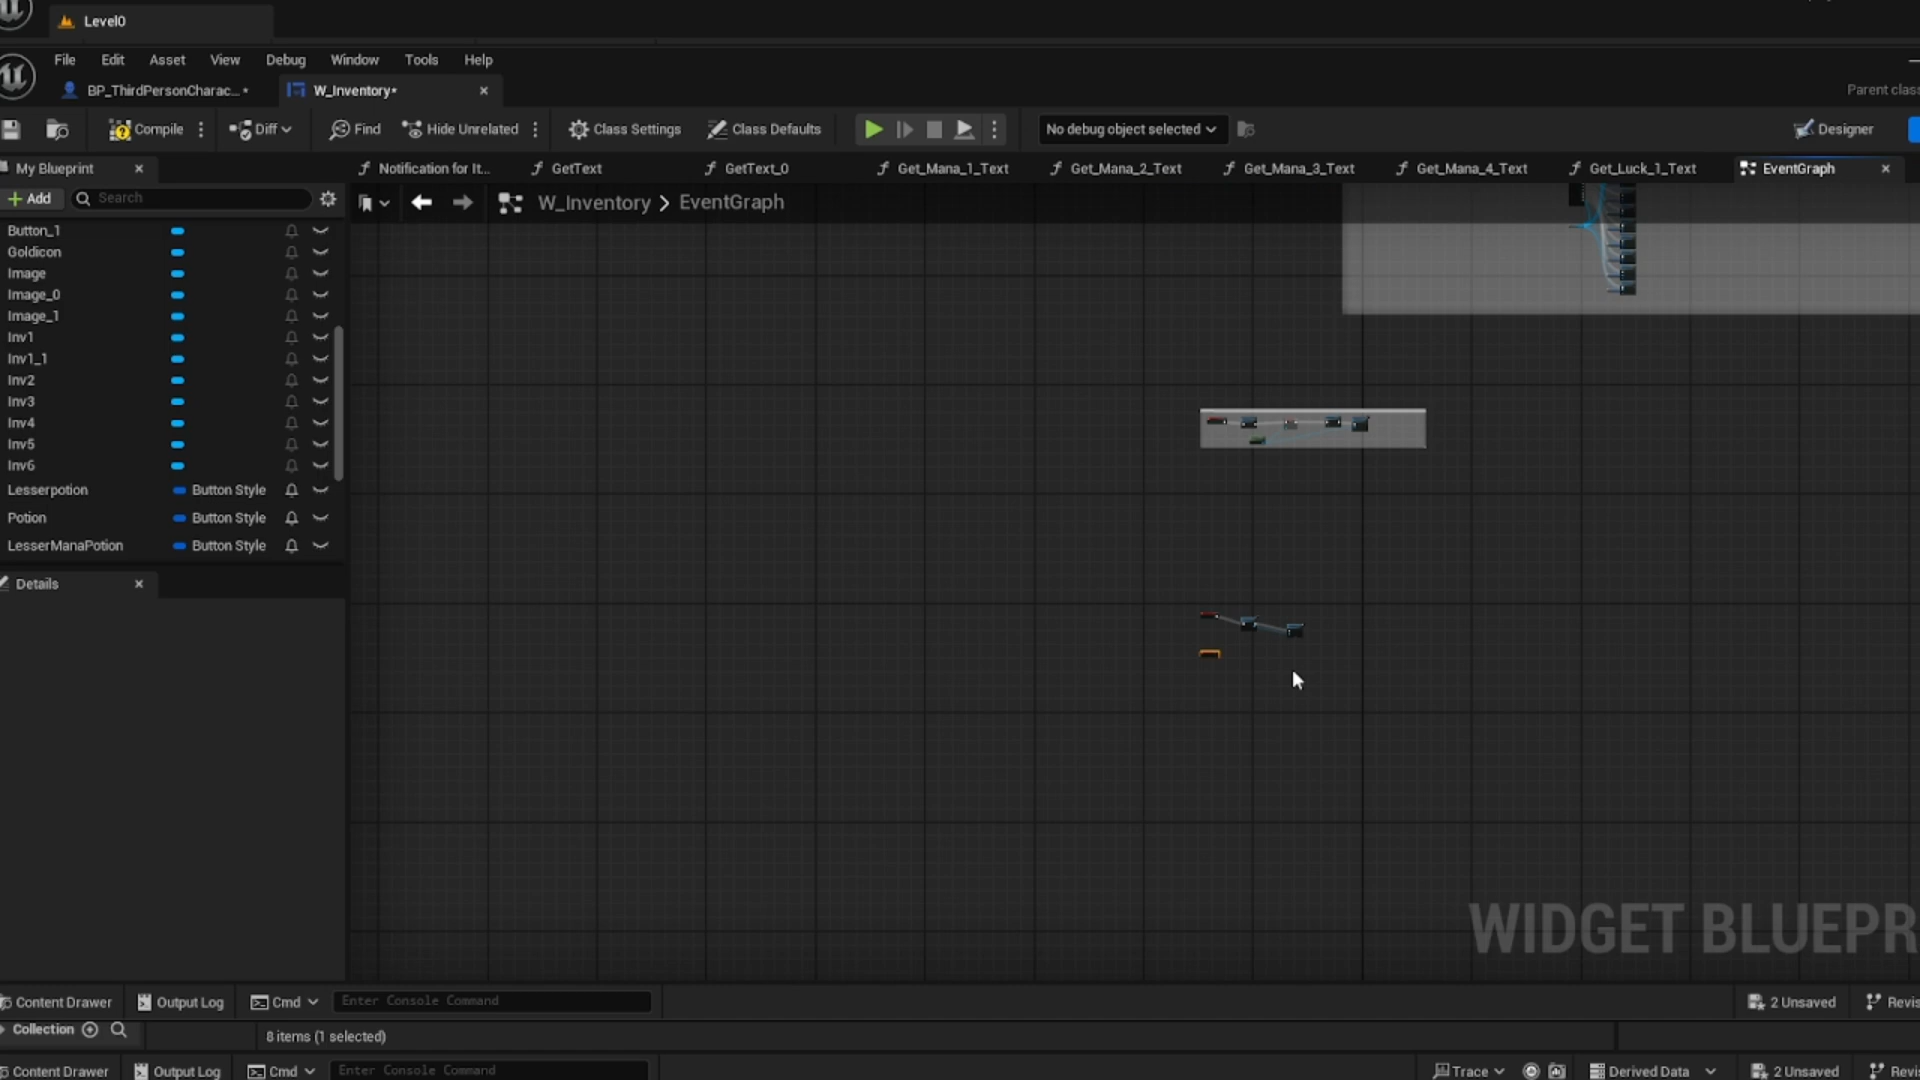 Level0
File Edit Asset View Debug Window Tools Help
BP_ThirdPersonCharac...* W_Inventory* Parent class
Compile Diff Find Hide Unrelated Class Settings Class Defaults No debug object selected Designer
My Blueprint Notification for It... GetText GetText_0 Get_Mana_1_Text Get_Mana_2_Text Get_Mana_3_Text Get_Mana_4_Text Get_Luck_1_Text EventGraph
+ Add Search W_Inventory > EventGraph
Button_1
Goldicon
Image
Image_0
Image_1
Inv1
Inv1_1
Inv2
Inv3
Inv4
Inv5
Inv6
Lesserpotion Button Style
Potion Button Style
LesserManaPotion Button Style
Details
WIDGET BLUEPR
Content Drawer Output Log Cmd Enter Console Command 2 Unsaved Revis
Collection 8 items (1 selected)
Content Drawer Output Log Cmd Enter Console Command Trace Derived Data 2 Unsaved Revis